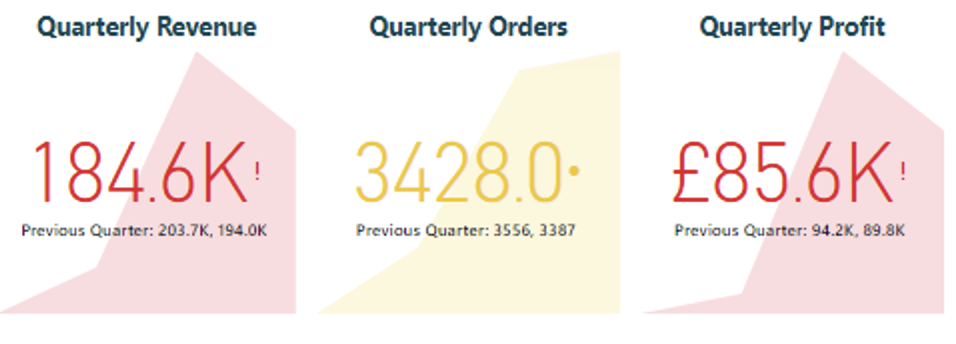 Quarterly Revenue
184.6K!
Previous Quarter: 203.7K, 194.0K
Quarterly Orders
3428.0•
Previous Quarter: 3556, 3387
Quarterly Profit
£85.6K!
Previous Quarter: 94.2K, 89.8K